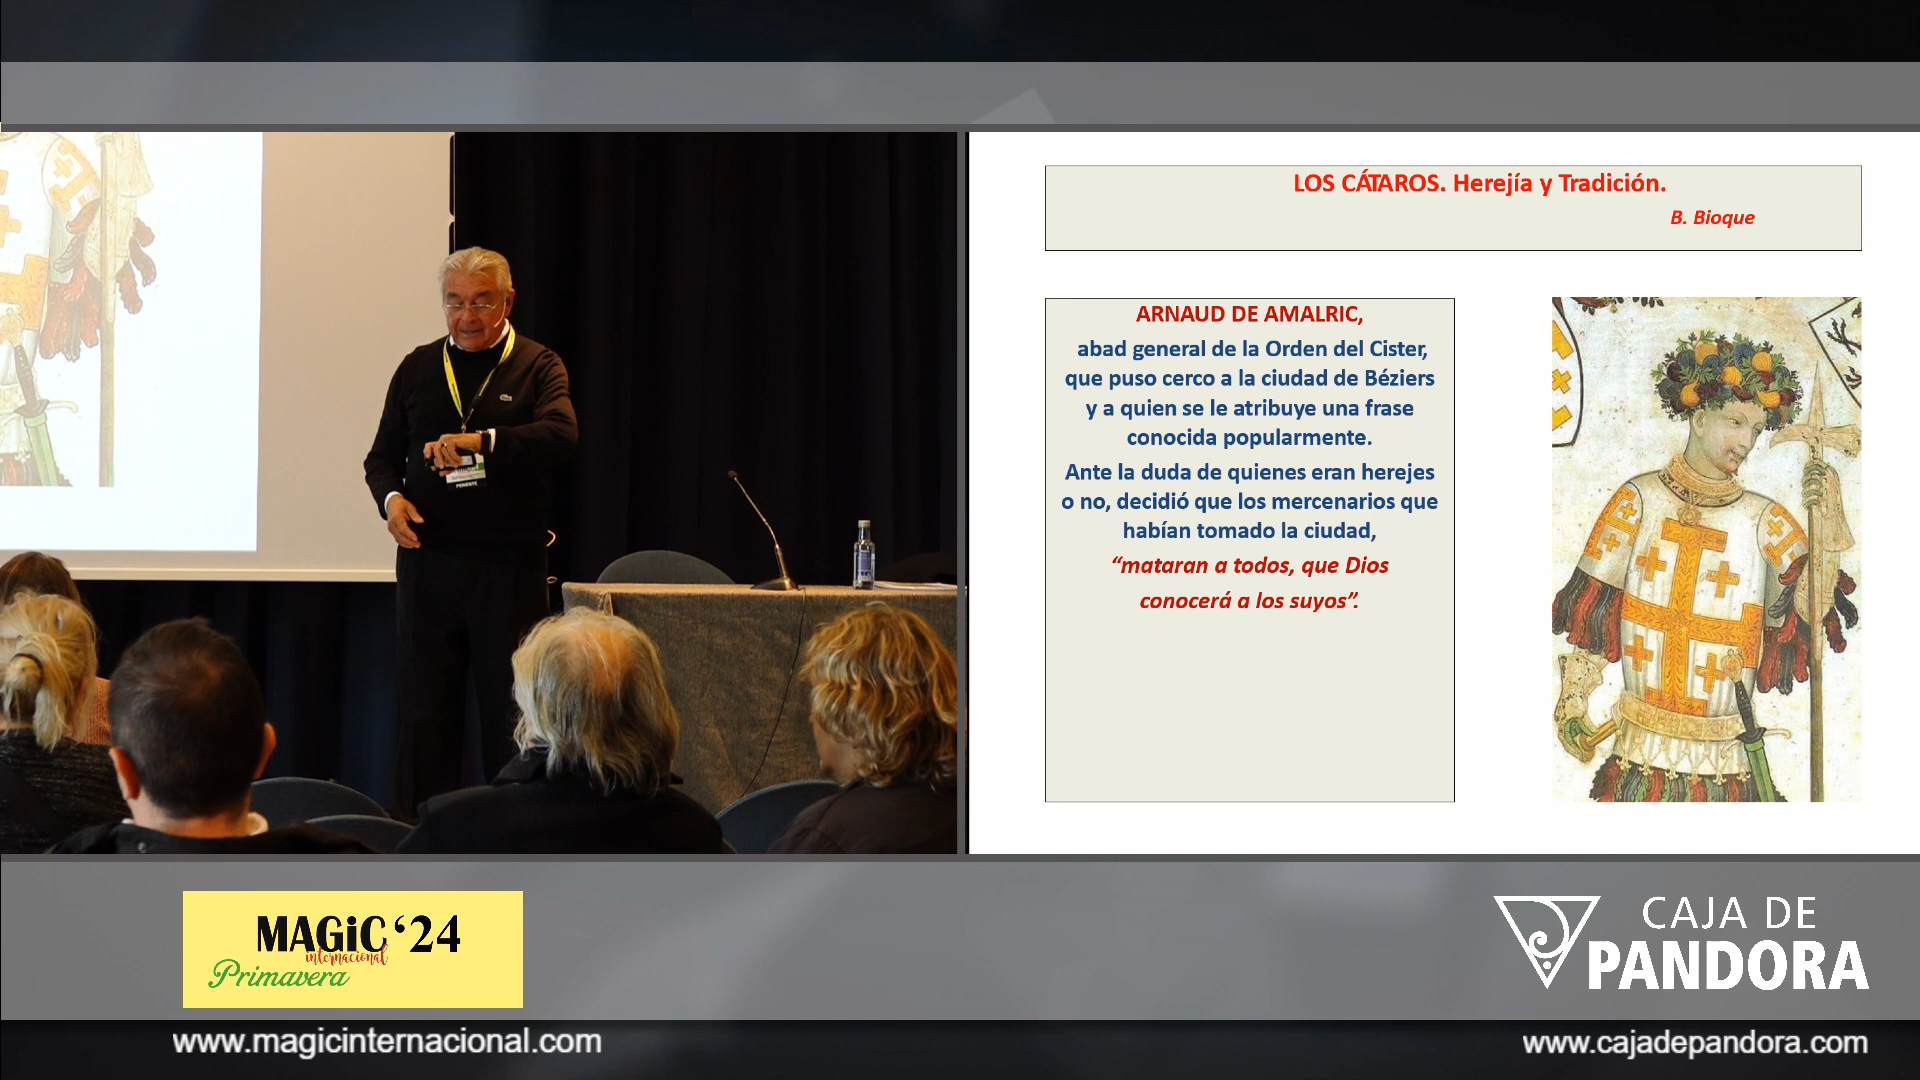 LOS CÁTAROS. Herejía y Tradición.
B. Bioque
ARNAUD DE AMALRIC,
abad general de la Orden del Cister,
que puso cerco a la ciudad de Béziers
y a quien se le atribuye una frase
conocida popularmente.
Ante la duda de quienes eran herejes
o no, decidió que los mercenarios que
habían tomado la ciudad,
“mataran a todos, que Dios
conocerá a los suyos”.
PONENTE
MAGiC ‘24
internacional
Primavera
CAJA DE
PANDORA
www.magicinternacional.com
www.cajadepandora.com